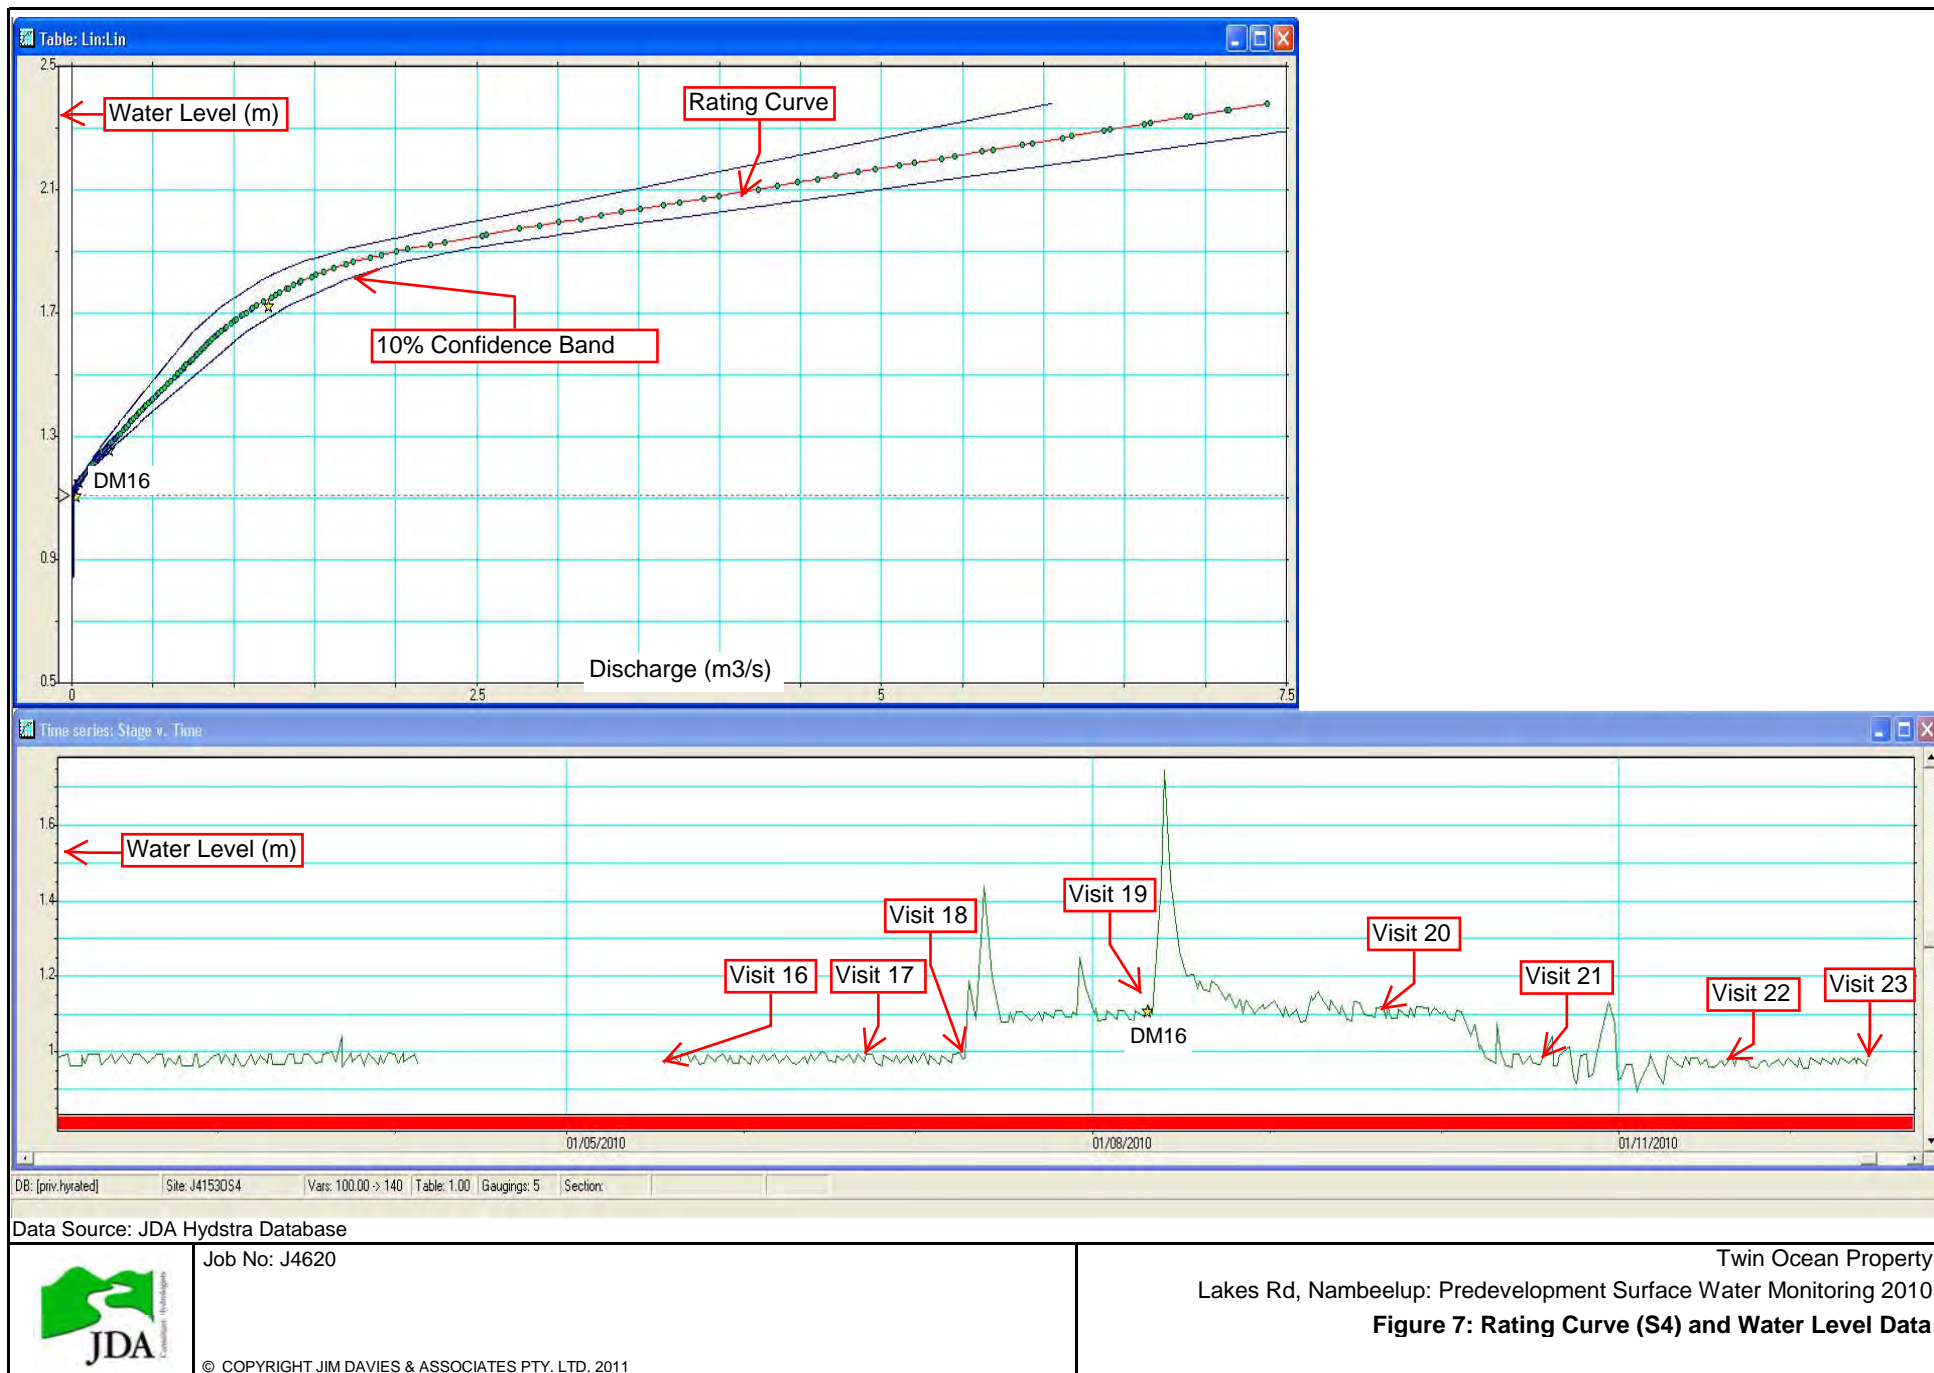 Table: Lin:Lin
2.5
Water Level (m)
Rating Curve
2.1
1.7
10% Confidence Band
1.3
DM16
0.9
Discharge (m3/s)
0.5
0
2.5
5
7.5
Time series: Stage v. Time
1.6
Water Level (m)
1.4
Visit 19
Visit 18
Visit 20
1.2
Visit 16
Visit 17
Visit 21
Visit 22
Visit 23
DM16
1
01/05/2010
01/08/2010
01/11/2010
DB: [priv.hyrated]
Site: J4153OS4
Vars: 100.00 -> 140
Table: 1.00
Gaugings: 5
Section:
Data Source: JDA Hydstra Database
Job No: J4620
Twin Ocean Property
Lakes Rd, Nambeelup: Predevelopment Surface Water Monitoring 2010
Figure 7: Rating Curve (S4) and Water Level Data
JDA
Consultant Hydrologists
© COPYRIGHT JIM DAVIES & ASSOCIATES PTY. LTD. 2011